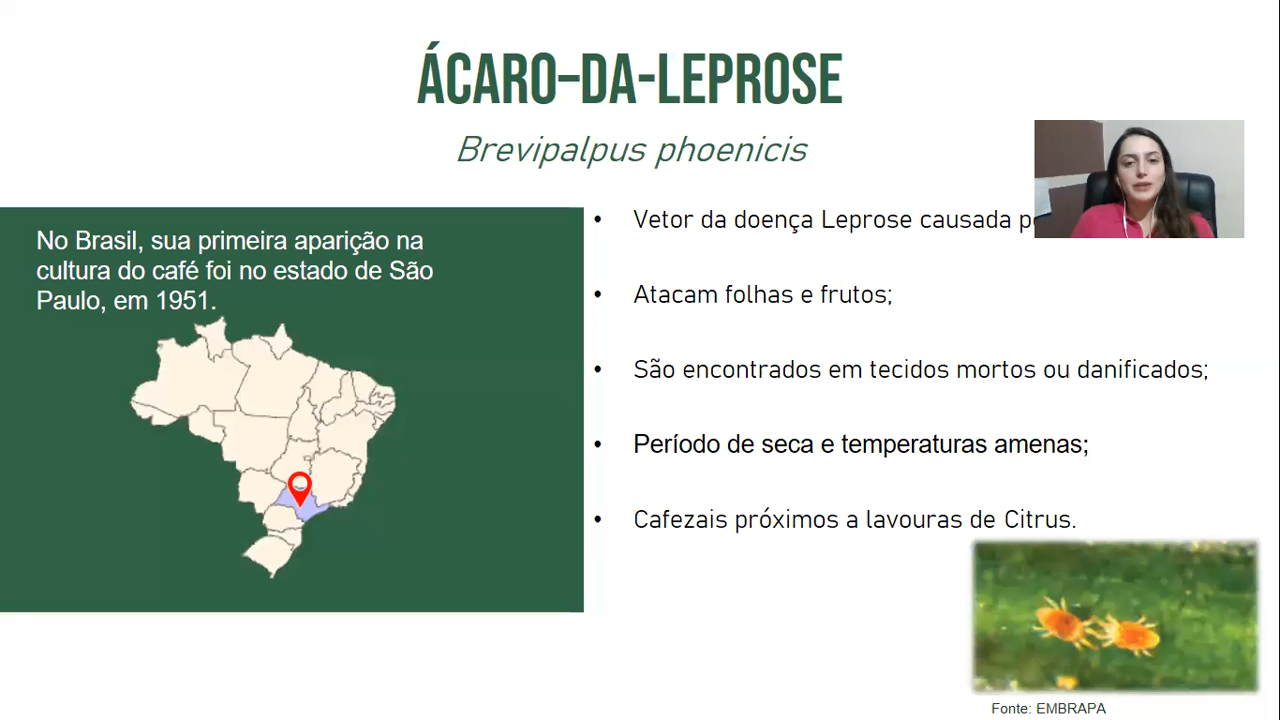 ÁCARO-DA-LEPROSE
Brevipalpus phoenicis
No Brasil, sua primeira aparição na
cultura do café foi no estado de São
Paulo, em 1951.
• Vetor da doença Leprose causada
• Atacam folhas e frutos;
• São encontrados em tecidos mortos ou danificados;
• Período de seca e temperaturas amenas;
• Cafezais próximos a lavouras de Citrus.
Fonte: EMBRAPA